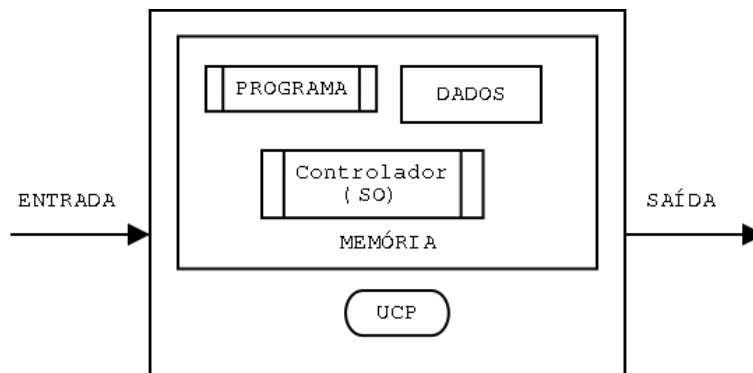 PROGRAMA
DADOS
Controlador
(SO)
ENTRADA
SAÍDA
MEMÓRIA
UCP